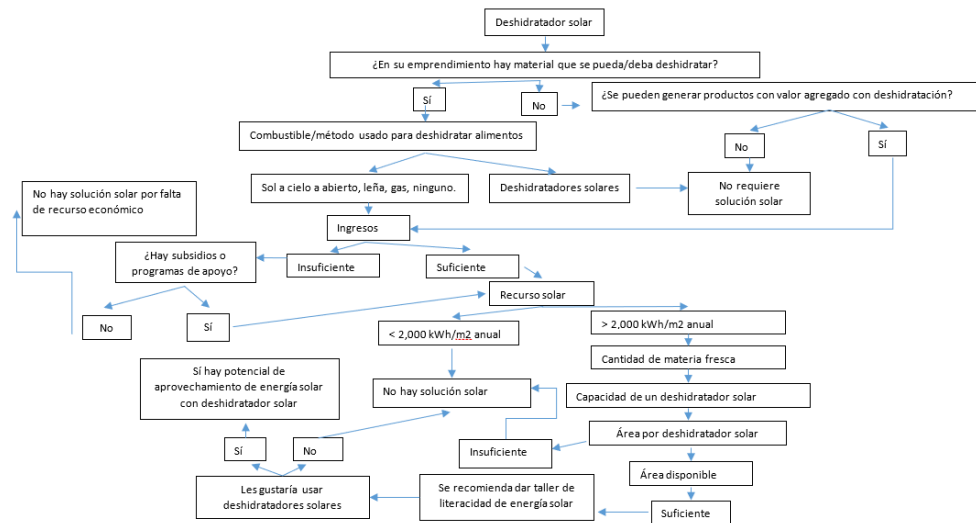 Deshidratador solar
¿En su emprendimiento hay material que se pueda/deba deshidratar?
Sí
No
¿Se pueden generar productos con valor agregado con deshidratación?
Combustible/método usado para deshidratar alimentos
No
Sí
Sol a cielo a abierto, leña, gas, ninguno.
Deshidratadores solares
No requiere
solución solar
No hay solución solar por falta
de recurso económico
Ingresos
¿Hay subsidios o
programas de apoyo?
Insuficiente
Suficiente
Recurso solar
No
Sí
< 2,000 kWh/m2 anual
> 2,000 kWh/m2 anual
Cantidad de materia fresca
Sí hay potencial de
aprovechamiento de energía solar
con deshidratador solar
No hay solución solar
Capacidad de un deshidratador solar
Área por deshidratador solar
Sí
No
Insuficiente
Área disponible
Les gustaría usar
deshidratadores solares
Se recomienda dar taller de
literacidad de energía solar
Suficiente